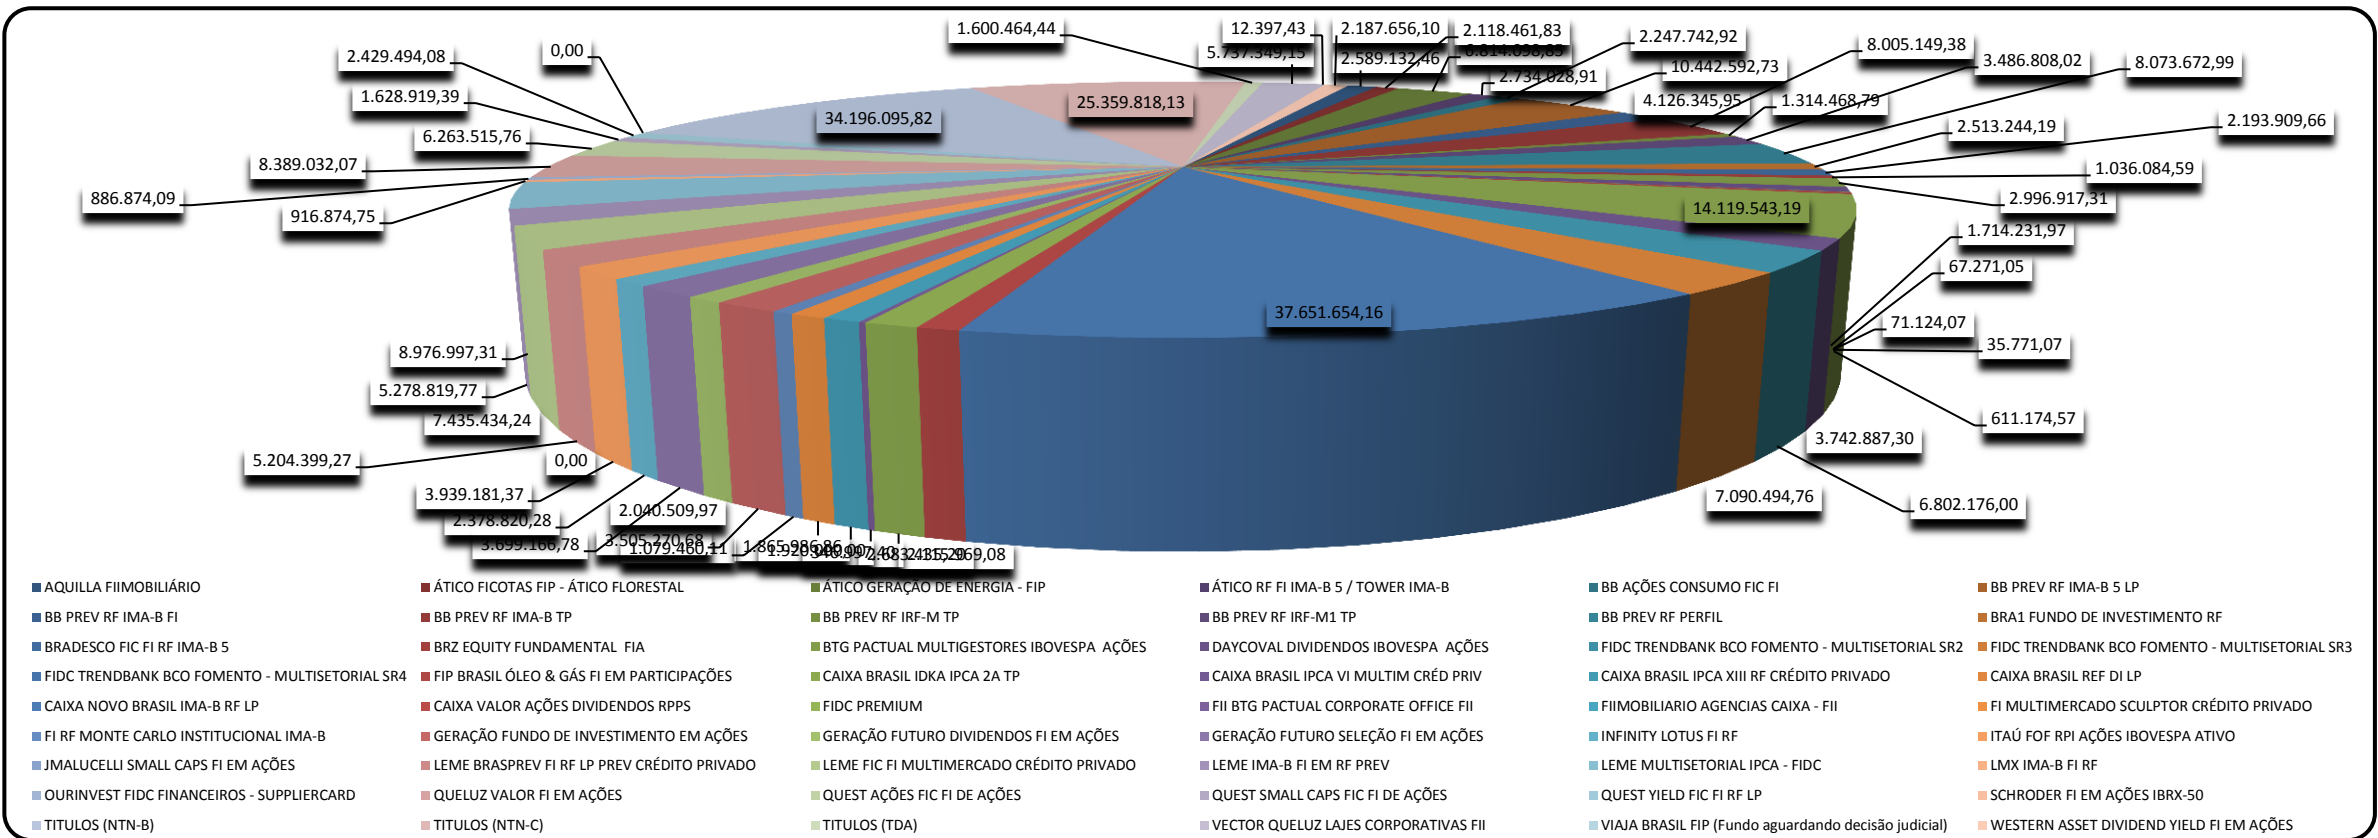 1.600.464,44
12.397,43
2.187.656,10
2.118.461,83
2.247.742,92
8.005.149,38
2.429.494,08
0,00
5.737.349,15
2.589.132,46
6.814.098,85
10.442.592,73
3.486.808,02
8.073.672,99
2.734.028,91
1.628.919,39
25.359.818,13
4.126.345,95
1.314.468,79
34.196.095,82
2.513.244,19
2.193.909,66
6.263.515,76
8.389.032,07
1.036.084,59
886.874,09
2.996.917,31
916.874,75
14.119.543,19
1.714.231,97
67.271,05
37.651.654,16
71.124,07
35.771,07
8.976.997,31
5.278.819,77
7.435.434,24
611.174,57
3.742.887,30
5.204.399,27
0,00
3.939.181,37
7.090.494,76
6.802.176,00
2.378.820,28
2.040.509,97
3.699.166,78
3.505.270,68
1.079.460,11
1.865.986,86
AQUILLA FIIMOBILIÁRIO
ÁTICO FICOTAS FIP - ÁTICO FLORESTAL
ÁTICO GERAÇÃO DE ENERGIA - FIP
ÁTICO RF FI IMA-B 5 / TOWER IMA-B
BB AÇÕES CONSUMO FIC FI
BB PREV RF IMA-B 5 LP
BB PREV RF IMA-B FI
BB PREV RF IMA-B TP
BB PREV RF IRF-M TP
BB PREV RF IRF-M1 TP
BB PREV RF PERFIL
BRA1 FUNDO DE INVESTIMENTO RF
BRADESCO FIC FI RF IMA-B 5
BRZ EQUITY FUNDAMENTAL FIA
BTG PACTUAL MULTIGESTORES IBOVESPA AÇÕES
DAYCOVAL DIVIDENDOS IBOVESPA AÇÕES
FIDC TRENDBANK BCO FOMENTO - MULTISETORIAL SR2
FIDC TRENDBANK BCO FOMENTO - MULTISETORIAL SR3
FIDC TRENDBANK BCO FOMENTO - MULTISETORIAL SR4
FIP BRASIL ÓLEO & GÁS FI EM PARTICIPAÇÕES
CAIXA BRASIL IDKA IPCA 2A TP
CAIXA BRASIL IPCA VI MULTIM CRÉD PRIV
CAIXA BRASIL IPCA XIII RF CRÉDITO PRIVADO
CAIXA BRASIL REF DI LP
CAIXA NOVO BRASIL IMA-B RF LP
CAIXA VALOR AÇÕES DIVIDENDOS RPPS
FIDC PREMIUM
FII BTG PACTUAL CORPORATE OFFICE FII
FIIMOBILIARIO AGENCIAS CAIXA - FII
FI MULTIMERCADO SCULPTOR CRÉDITO PRIVADO
FI RF MONTE CARLO INSTITUCIONAL IMA-B
GERAÇÃO FUNDO DE INVESTIMENTO EM AÇÕES
GERAÇÃO FUTURO DIVIDENDOS FI EM AÇÕES
GERAÇÃO FUTURO SELEÇÃO FI EM AÇÕES
INFINITY LOTUS FI RF
ITAÚ FOF RPI AÇÕES IBOVESPA ATIVO
JMALUCELLI SMALL CAPS FI EM AÇÕES
LEME BRASPREV FI RF LP PREV CRÉDITO PRIVADO
LEME FIC FI MULTIMERCADO CRÉDITO PRIVADO
LEME IMA-B FI EM RF PREV
LEME MULTISETORIAL IPCA - FIDC
LMX IMA-B FI RF
OURINVEST FIDC FINANCEIROS - SUPPLIERCARD
QUELUZ VALOR FI EM AÇÕES
QUEST AÇÕES FIC FI DE AÇÕES
QUEST SMALL CAPS FIC FI DE AÇÕES
QUEST YIELD FIC FI RF LP
SCHRODER FI EM AÇÕES IBRX-50
TITULOS (NTN-B)
TITULOS (NTN-C)
TITULOS (TDA)
VECTOR QUELUZ LAJES CORPORATIVAS FII
VIAJA BRASIL FIP (Fundo aguardando decisão judicial)
WESTERN ASSET DIVIDEND YIELD FI EM AÇÕES